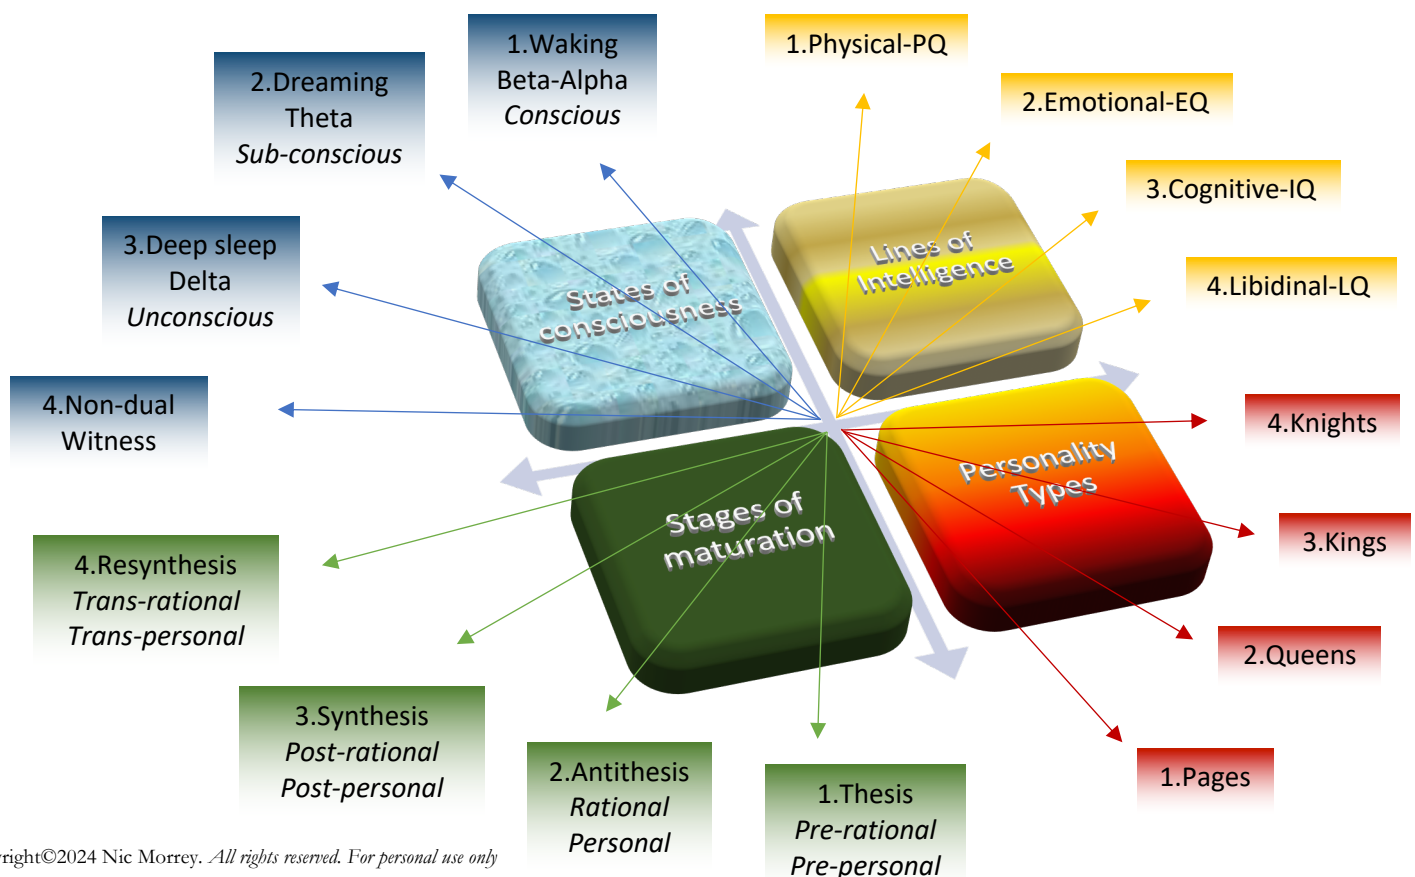 1.Waking
Beta-Alpha
Conscious
2.Dreaming
Theta
Sub-conscious
3.Deep sleep
Delta
Unconscious
4.Non-dual
Witness
States of
consciousness
1.Physical-PQ
2.Emotional-EQ
3.Cognitive-IQ
4.Libidinal-LQ
Lines of
Intelligence
Personality
Types
4.Knights
3.Kings
2.Queens
1.Pages
Stages of
maturation
4.Resynthesis
Trans-rational
Trans-personal
3.Synthesis
Post-rational
Post-personal
2.Antithesis
Rational
Personal
1.Thesis
Pre-rational
Pre-personal
yright©2024 Nic Morrey. All rights reserved. For personal use only